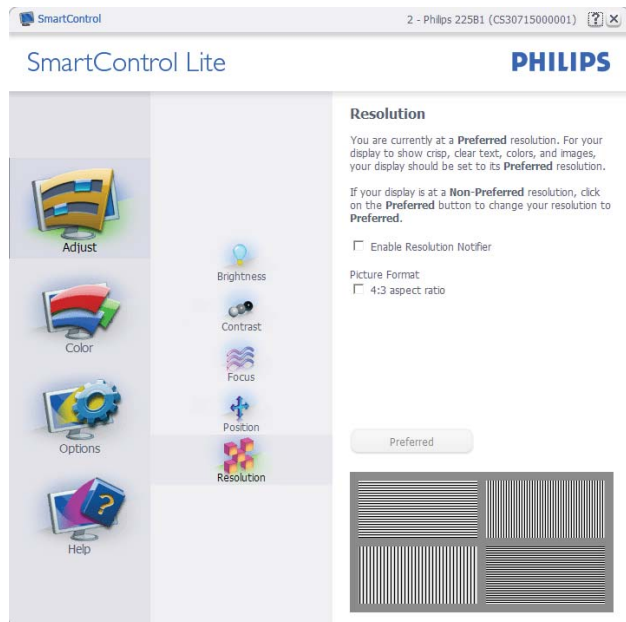 SmartControl
2 - Philips 225B1 (CS30715000001)
?
SmartControl Lite
PHILIPS
Adjust
Color
Options
?
Help
Brightness
Contrast
Focus
Position
Resolution
Resolution
You are currently at a Preferred resolution. For your
display to show crisp, clear text, colors, and images,
your display should be set to its Preferred resolution.
If your display is at a Non-Preferred resolution, click
on the Preferred button to change your resolution to
Preferred.
Enable Resolution Notifier
Picture Format
4:3 aspect ratio
Preferred